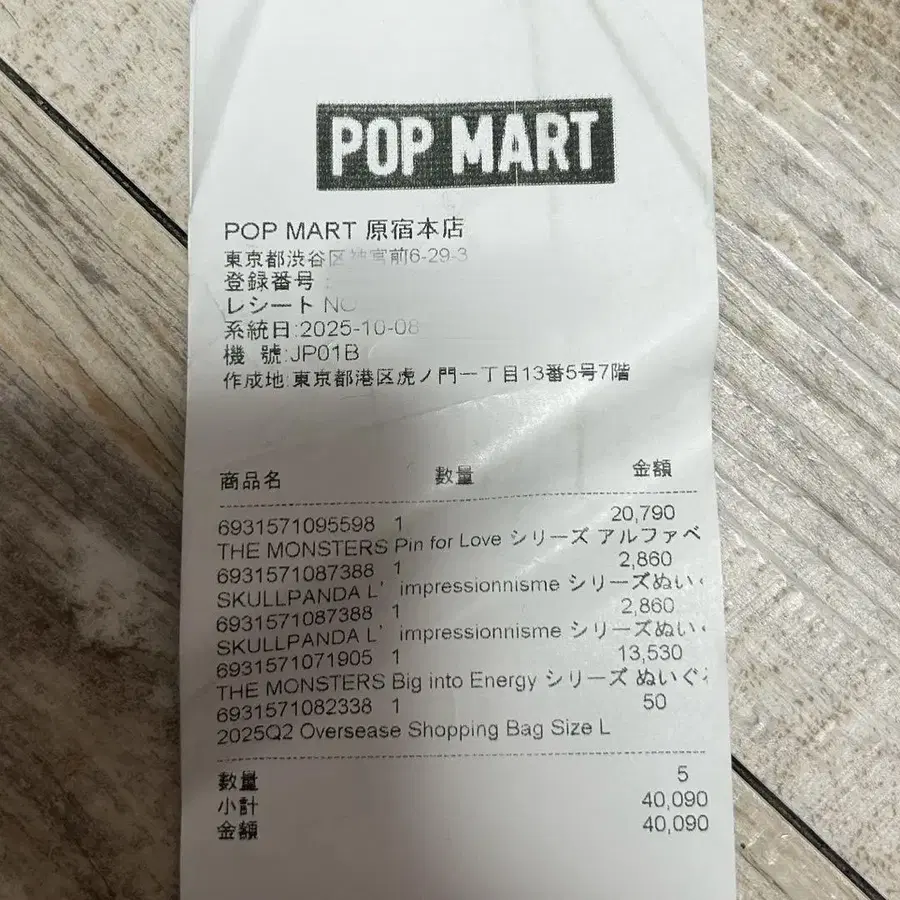 POP MART
POP MART 原宿本店
東京都渋谷区神宮前6-29-3
登録番号 :
レシート NO
系統日:2025-10-08
機 號:JP01B
作成地:東京都港区虎ノ門一丁目13番5号7階
商品名 数量 金額
6931571095598 1 20,790
THE MONSTERS Pin for Love シリーズ アルファベ
6931571087388 1 2,860
SKULLPANDA L’impressionnisme シリーズぬいぐ
6931571087388 1 2,860
SKULLPANDA L’impressionnisme シリーズぬいぐ
6931571071905 1 13,530
THE MONSTERS Big into Energy シリーズ ぬいぐる
6931571082338 1 50
2025Q2 Oversease Shopping Bag Size L
数量 5
小計 40,090
金額 40,090